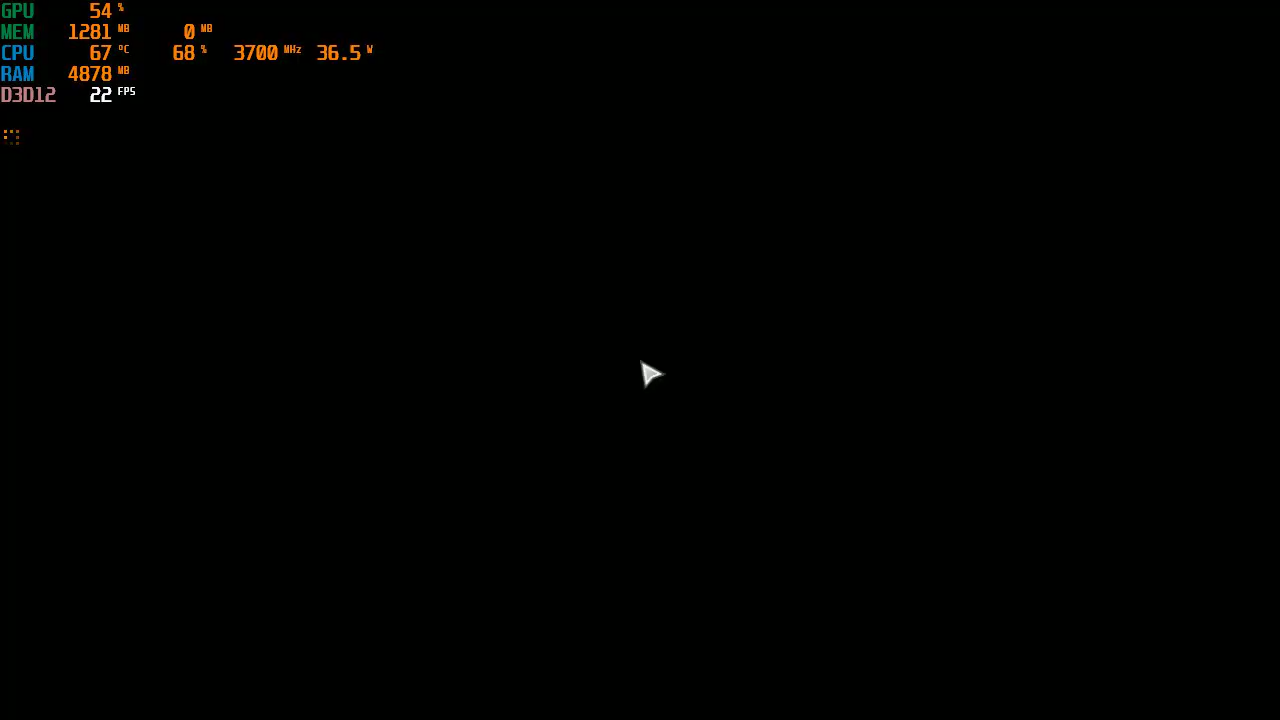 GPU 54 %
MEM 1281 MB 0 MB
CPU 67 °C 68 % 3700 MHz 36.5 W
RAM 4878 MB
D3D12 22 FPS